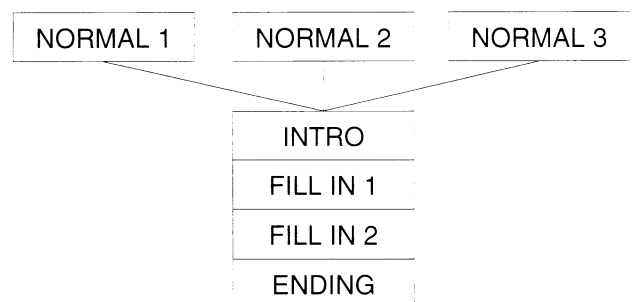 NORMAL 1 NORMAL 2 NORMAL 3
INTRO
FILL IN 1
FILL IN 2
ENDING